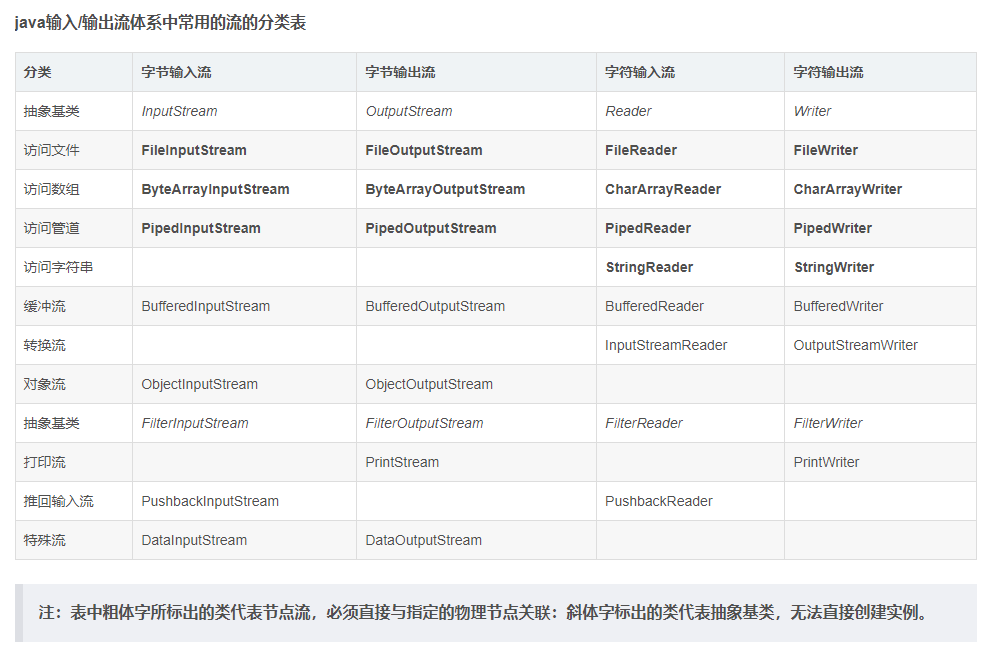 java输入/输出流体系中常用的流的分类表
分类 字节输入流 字节输出流 字符输入流 字符输出流
抽象基类 InputStream OutputStream Reader Writer
访问文件 FileInputStream FileOutputStream FileReader FileWriter
访问数组 ByteArrayInputStream ByteArrayOutputStream CharArrayReader CharArrayWriter
访问管道 PipedInputStream PipedOutputStream PipedReader PipedWriter
访问字符串 StringReader StringWriter
缓冲流 BufferedInputStream BufferedOutputStream BufferedReader BufferedWriter
转换流 InputStreamReader OutputStreamWriter
对象流 ObjectInputStream ObjectOutputStream
抽象基类 FilterInputStream FilterOutputStream FilterReader FilterWriter
打印流 PrintStream PrintWriter
推回输入流 PushbackInputStream PushbackReader
特殊流 DataInputStream DataOutputStream
注：表中粗体字所标出的类代表节点流，必须直接与指定的物理节点关联：斜体字标出的类代表抽象基类，无法直接创建实例。